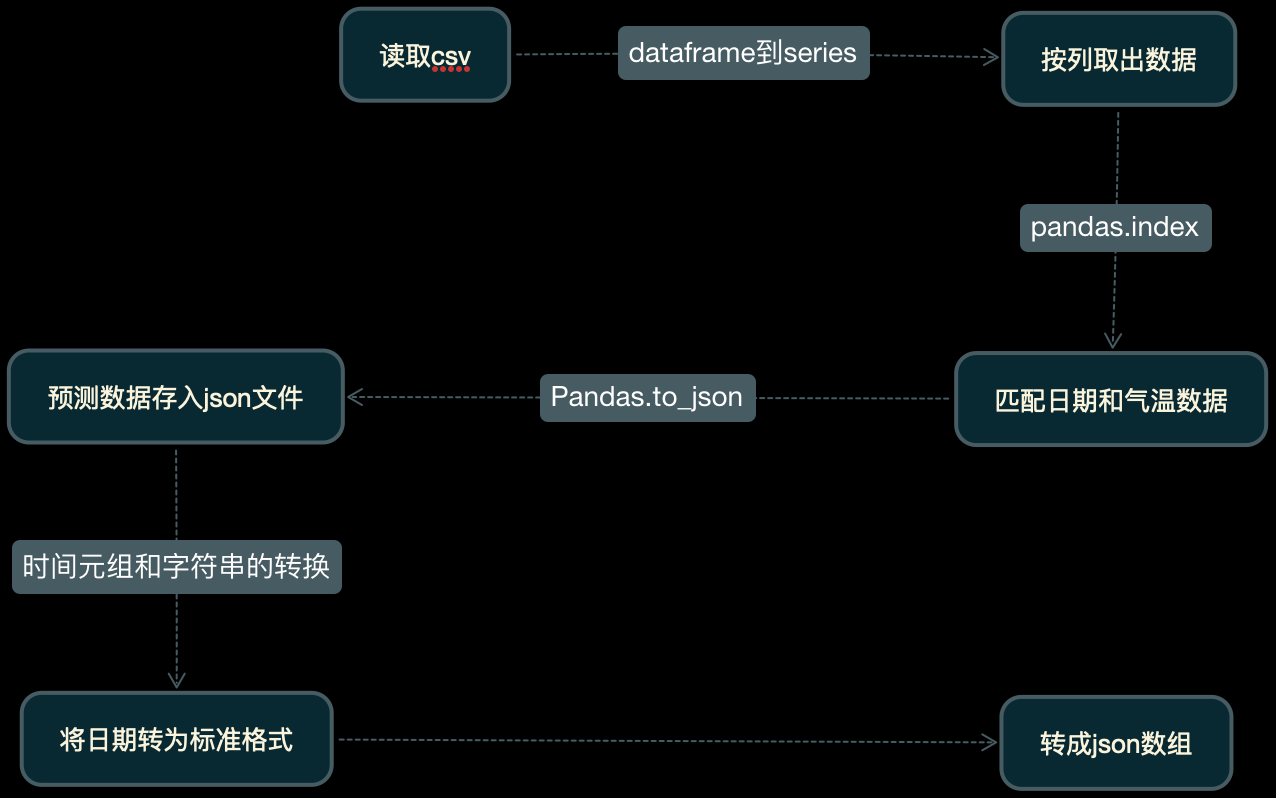 读取csv
dataframe到series
按列取出数据
pandas.index
匹配日期和气温数据
Pandas.to_json
预测数据存入json文件
时间元组和字符串的转换
将日期转为标准格式
转成json数组